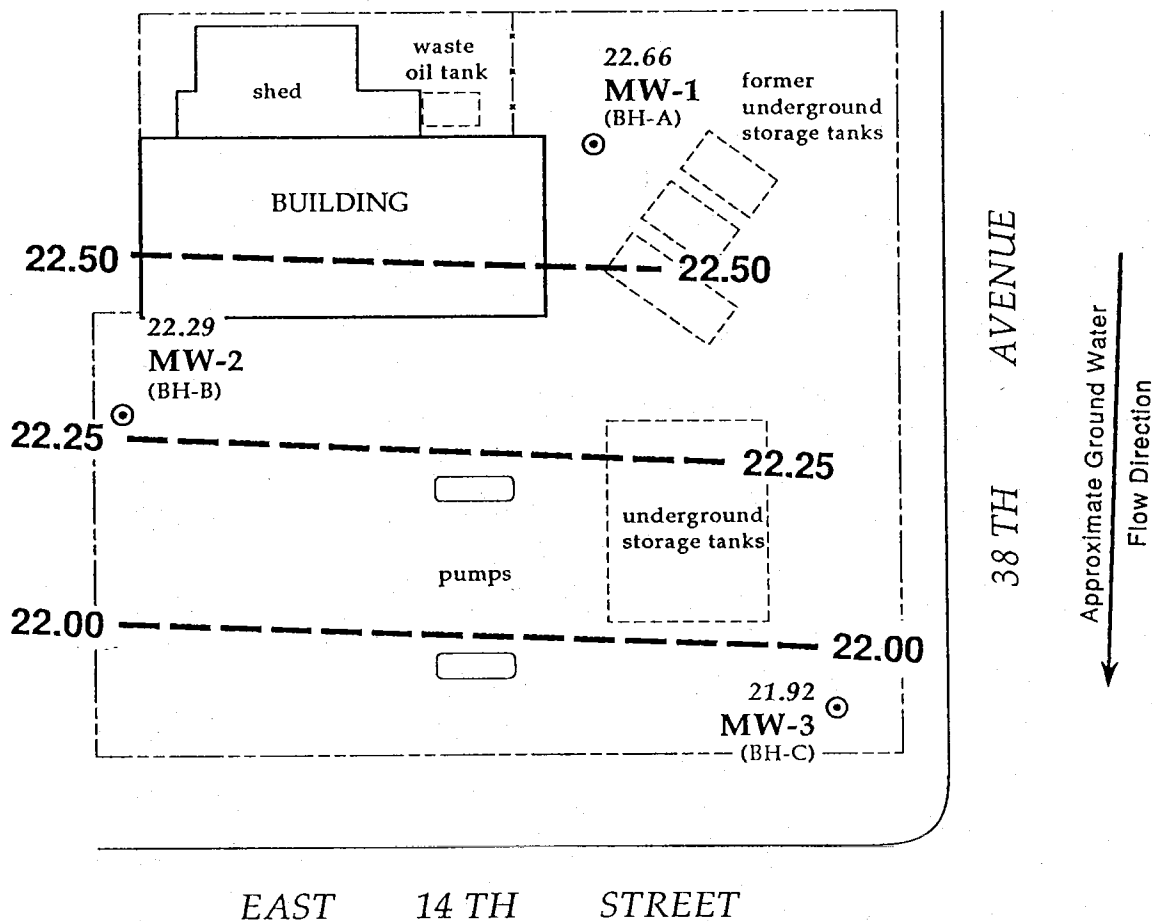 waste
oil tank
shed
22.66
MW-1
(BH-A)
former
underground
storage tanks
BUILDING
22.50
22.50
22.29
MW-2
(BH-B)
22.25
22.25
underground
storage tanks
pumps
22.00
22.00
21.92
MW-3
(BH-C)
38 TH AVENUE
Approximate Ground Water
Flow Direction
EAST 14 TH STREET